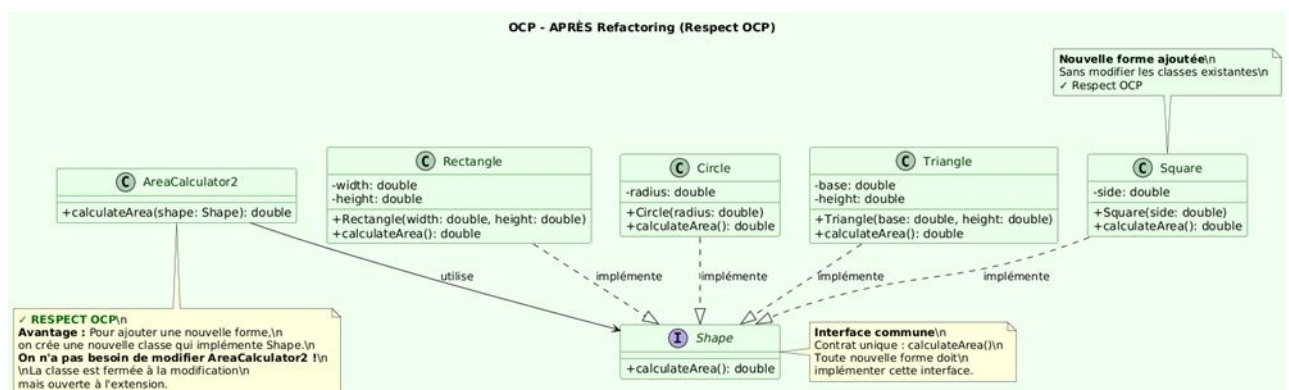 OCP - APRÈS Refactoring (Respect OCP)
Nouvelle forme ajoutée\n
Sans modifier les classes existantes\n
✓ Respect OCP
C AreaCalculator2
+calculateArea(shape: Shape): double
C Rectangle
-width: double
-height: double
+Rectangle(width: double, height: double)
+calculateArea(): double
C Circle
-radius: double
+Circle(radius: double)
+calculateArea(): double
C Triangle
-base: double
-height: double
+Triangle(base: double, height: double)
+calculateArea(): double
C Square
-side: double
+Square(side: double)
+calculateArea(): double
utilise
implémente
implémente
implémente
implémente
✓ RESPECT OCP\n
Avantage : Pour ajouter une nouvelle forme,\n
on crée une nouvelle classe qui implémente Shape.\n
On n'a pas besoin de modifier AreaCalculator2 !\n
\nLa classe est fermée à la modification\n
mais ouverte à l'extension.
I Shape
+calculateArea(): double
Interface commune\n
Contrat unique : calculateArea()\n
Toute nouvelle forme doit\n
implémenter cette interface.